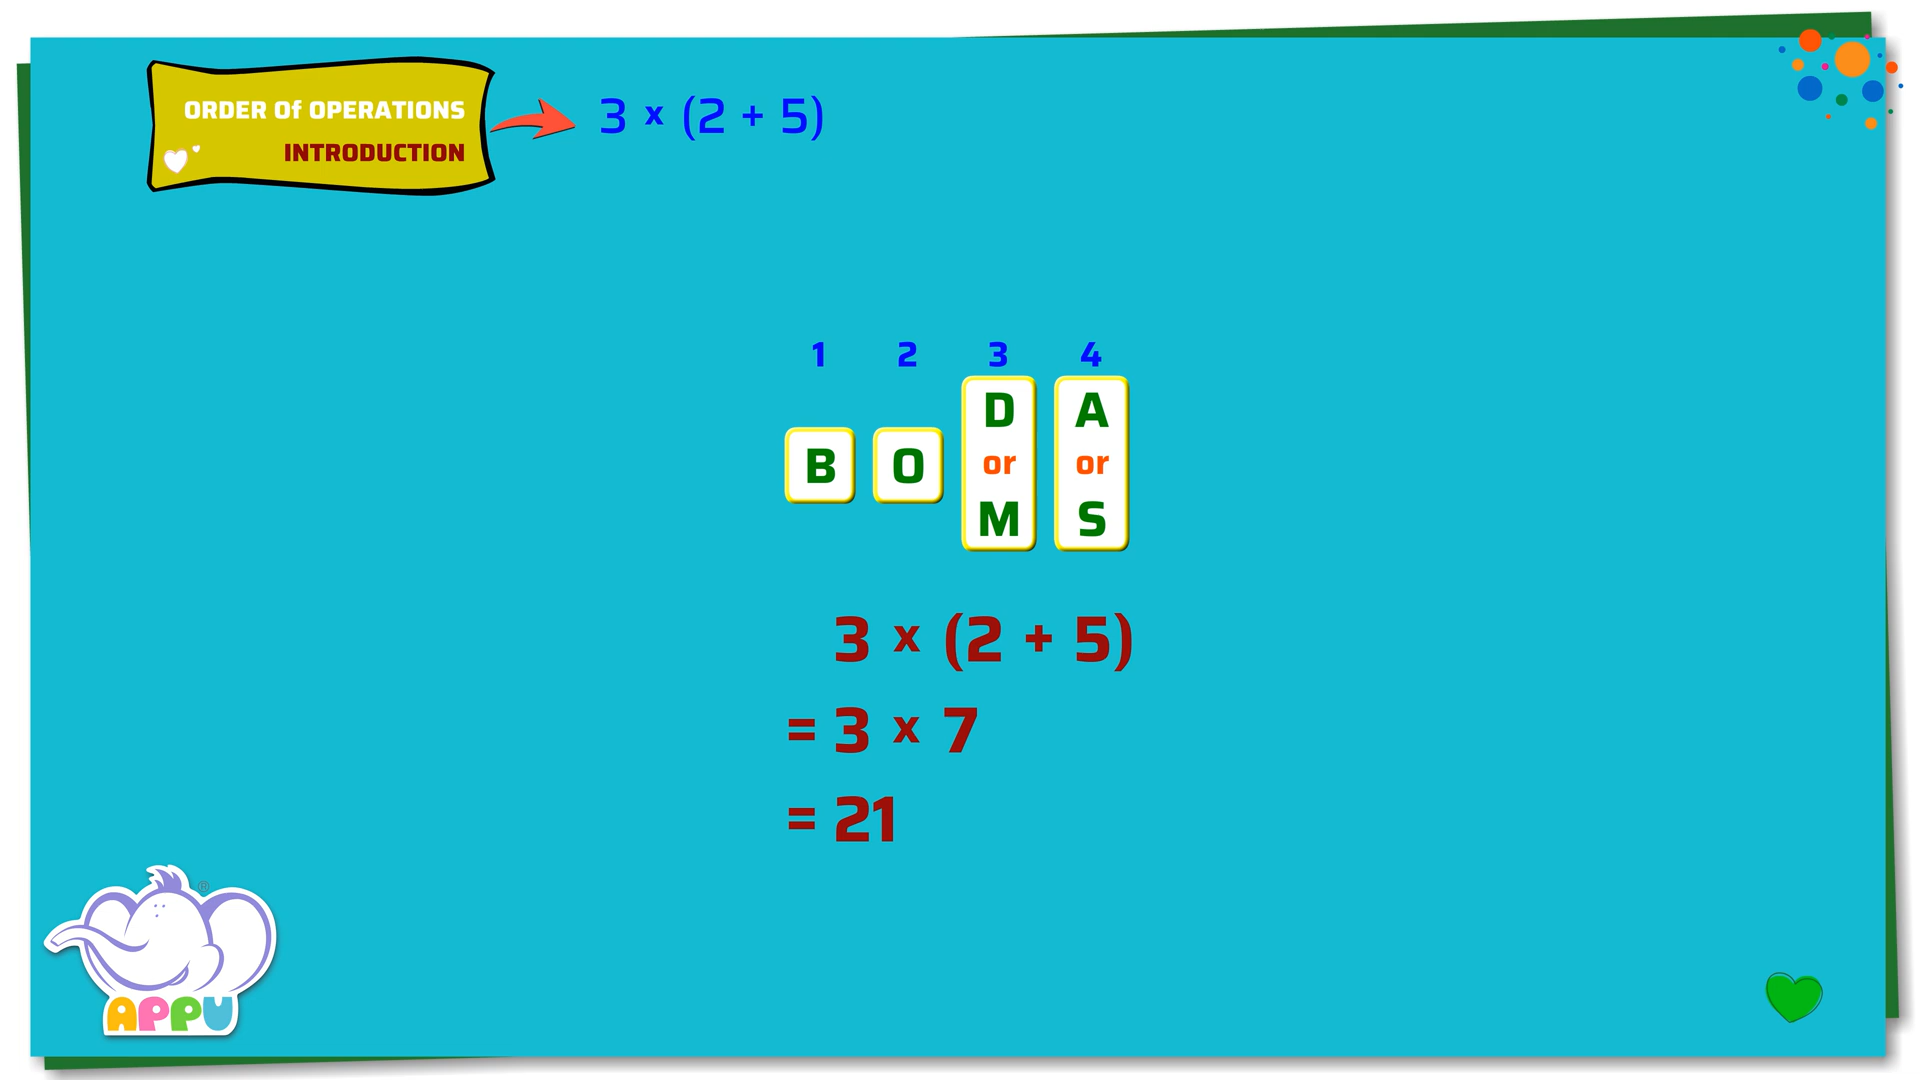 ORDER Of OPERATIONS
INTRODUCTION
3 x (2 + 5)
1 2 3 4
B O D or M A or S
3 x (2 + 5)
= 3 x 7
= 21
®
APPU